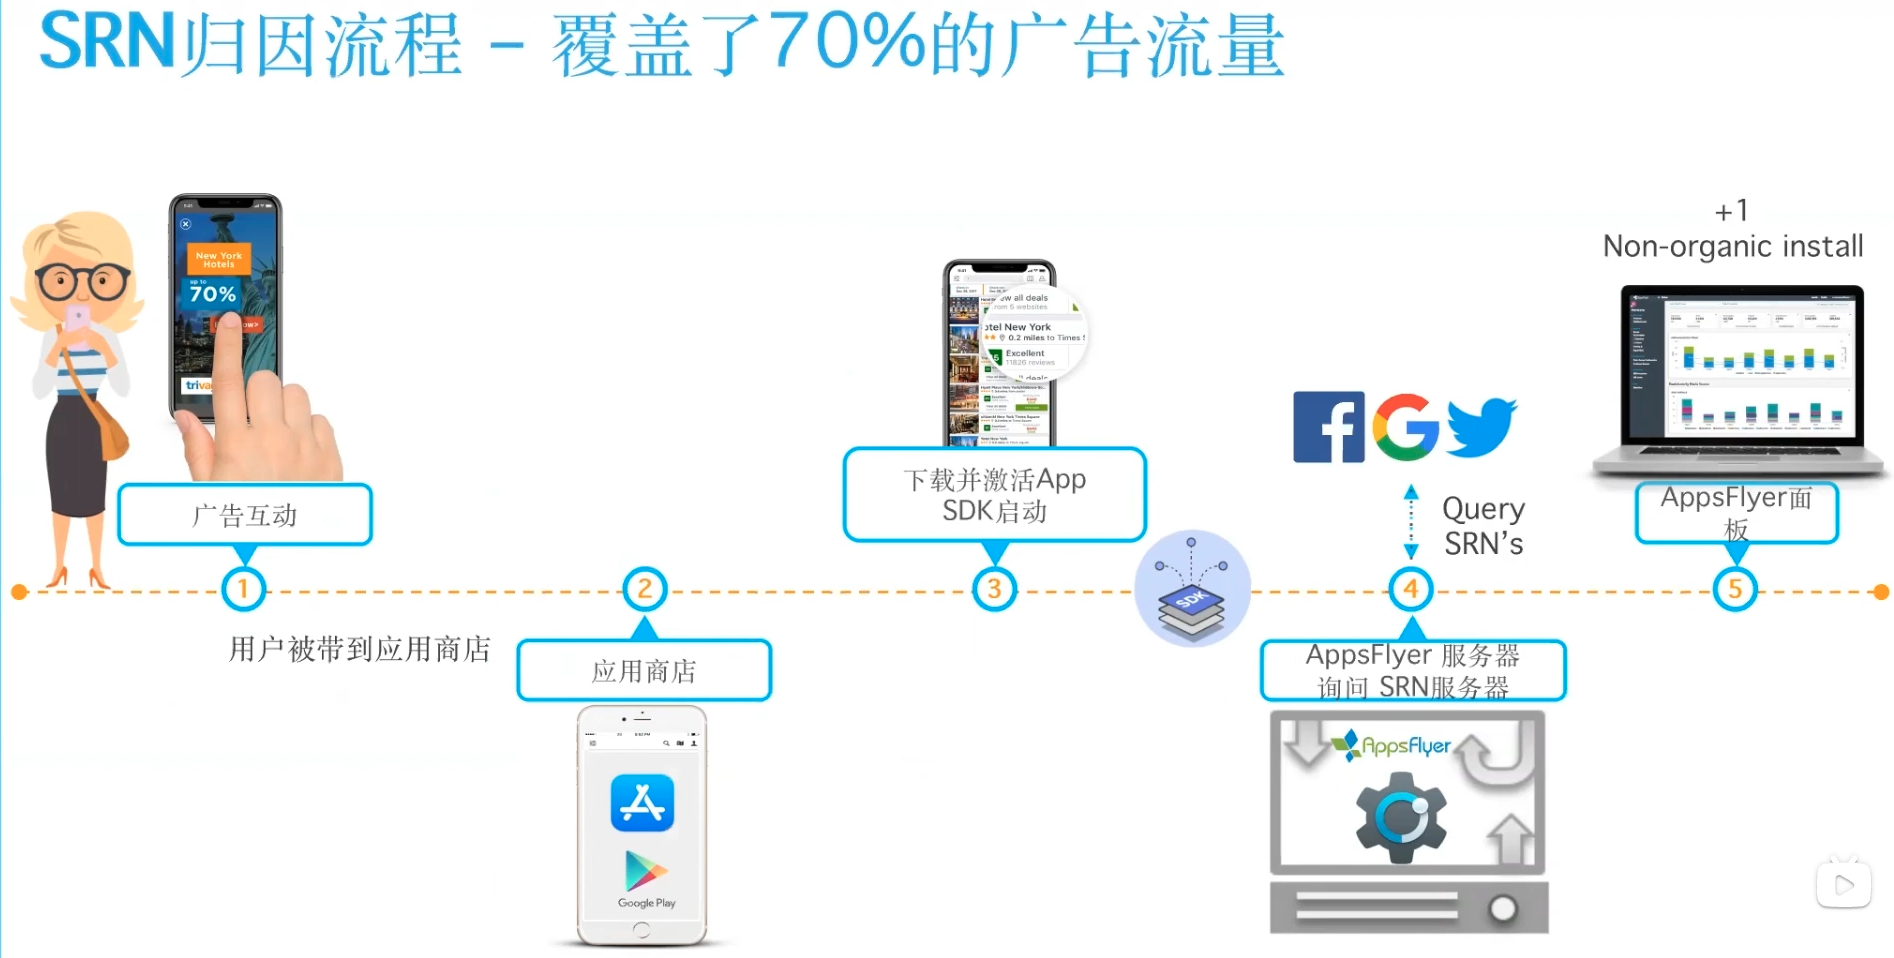 SRN归因流程 – 覆盖了70%的广告流量
New York
Hotels
up to
70%
广告互动
1
用户被带到应用商店
2
应用商店
Google Play
ew all deals
rom 5 websites
otel New York
0.2 miles to Times S
Excellent
11826 reviews
下载并激活App
SDK启动
3
SDK
Query
SRN's
4
AppsFlyer 服务器
询问 SRN服务器
AppsFlyer
+1
Non-organic install
AppsFlyer面
板
5